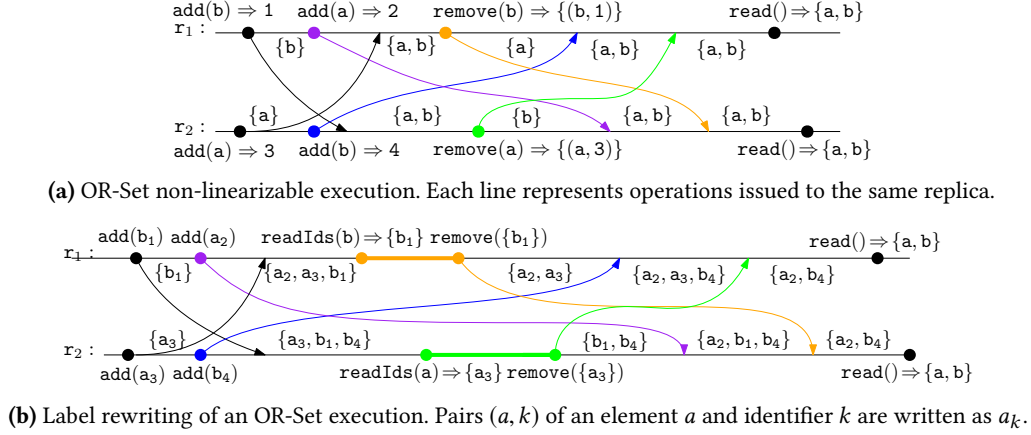 add(b) ⇒ 1 add(a) ⇒ 2 remove(b) ⇒ {(b, 1)} read() ⇒ {a, b}
r₁ :
{b} {a, b} {a} {a, b} {a, b}
{a} {a, b} {b} {a, b} {a, b}
r₂ :
add(a) ⇒ 3 add(b) ⇒ 4 remove(a) ⇒ {(a, 3)} read() ⇒ {a, b}
(a) OR-Set non-linearizable execution. Each line represents operations issued to the same replica.
add(b₁) add(a₂) readIds(b) ⇒ {b₁} remove({b₁}) read() ⇒ {a, b}
r₁ :
{b₁} {a₂, a₃, b₁} {a₂, a₃} {a₂, a₃, b₄} {a₂, b₄}
{a₃} {a₃, b₁, b₄} {b₁, b₄} {a₂, b₁, b₄} {a₂, b₄}
r₂ :
add(a₃) add(b₄) readIds(a) ⇒ {a₃} remove({a₃}) read() ⇒ {a, b}
(b) Label rewriting of an OR-Set execution. Pairs (a, k) of an element a and identifier k are written as aₖ.